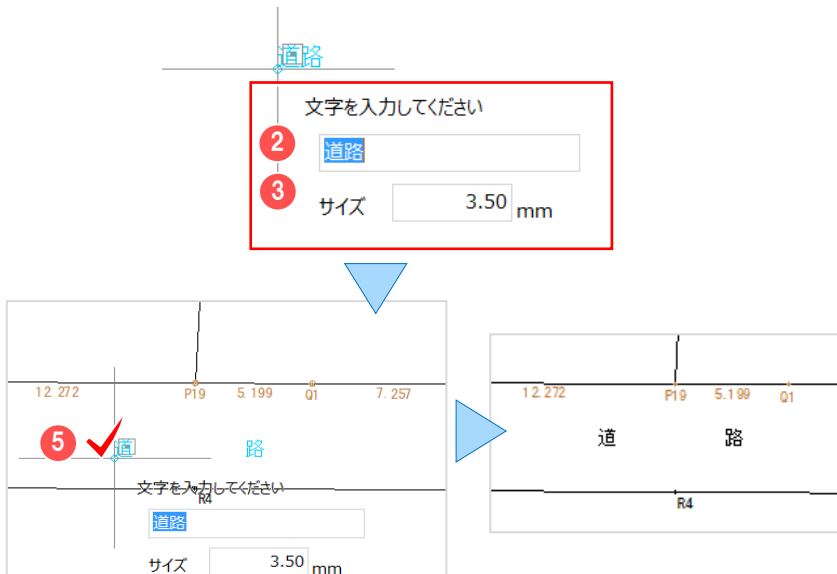 道路
文字を入力してください
2
道路
3
サイズ 3.50 mm
12.272 P19 5.199 Q1 7.257
5 道 路
文字を入力してください
R4
道路
サイズ 3.50 mm
12.272 P19 5.199 Q1
道 路
R4